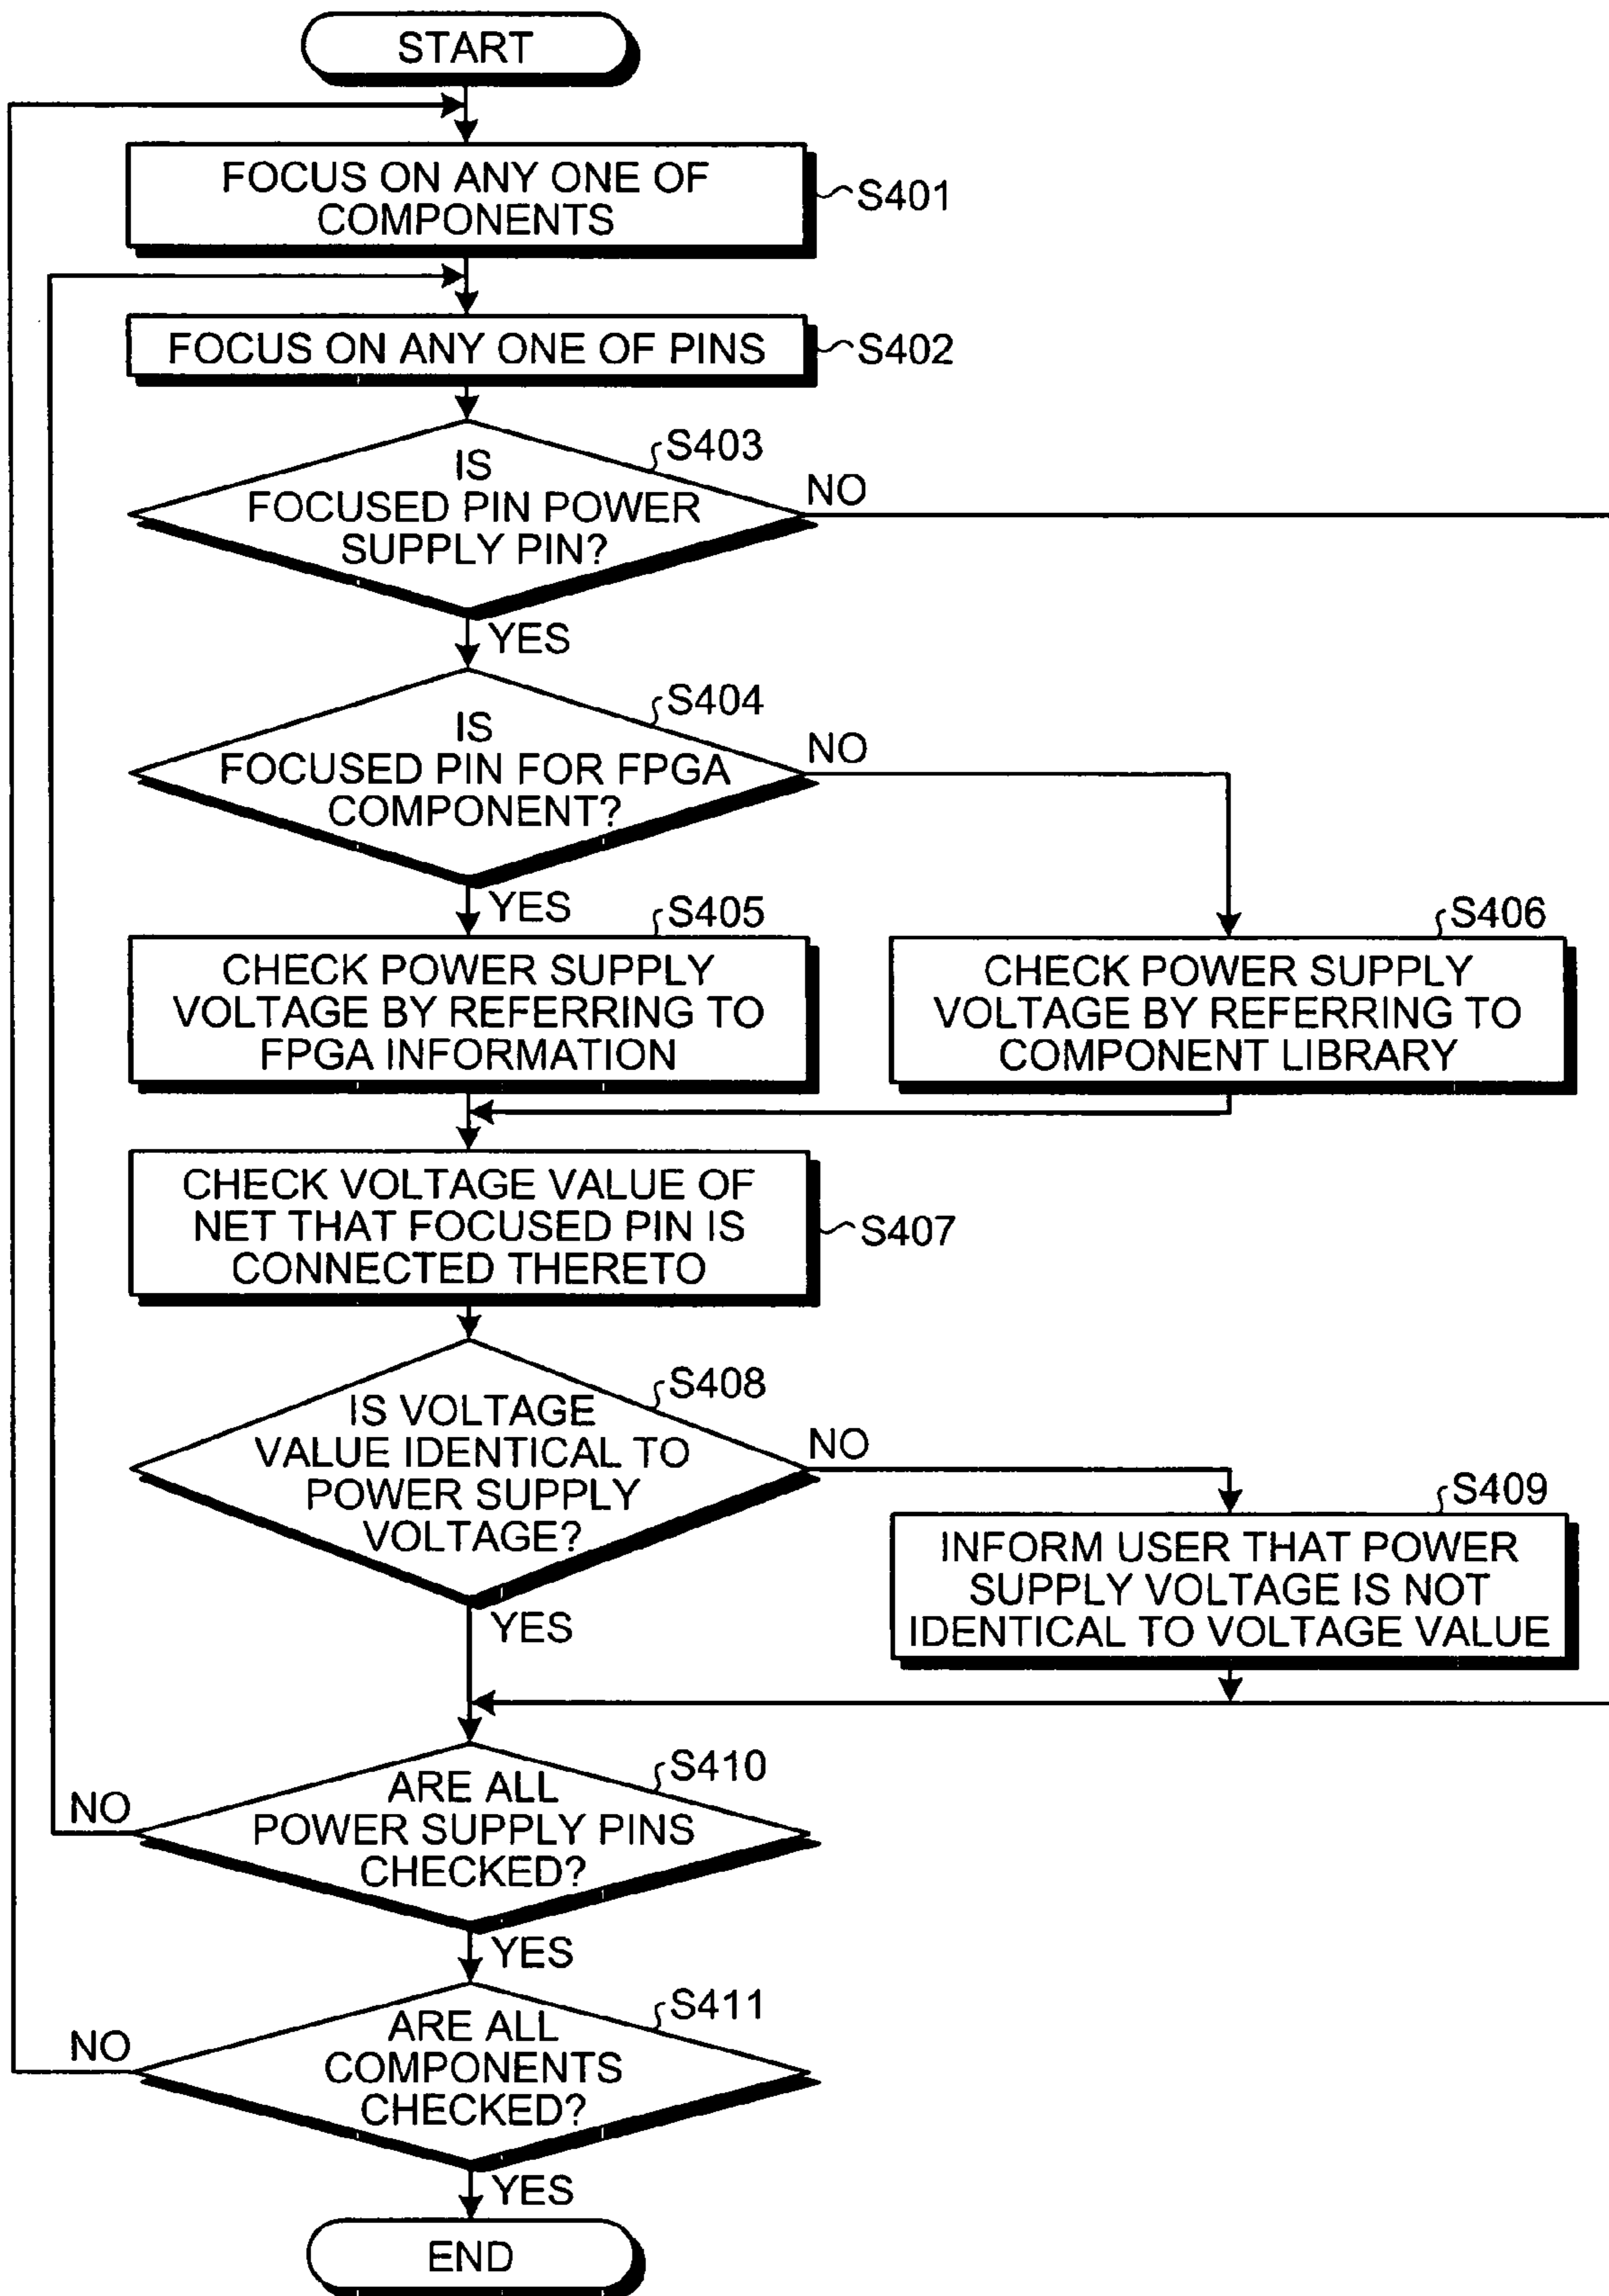 START
FOCUS ON ANY ONE OF
COMPONENTS
S401
FOCUS ON ANY ONE OF PINS
S402
S403
IS
FOCUSED PIN POWER
SUPPLY PIN?
NO
YES
S404
IS
FOCUSED PIN FOR FPGA
COMPONENT?
NO
YES
S405
CHECK POWER SUPPLY
VOLTAGE BY REFERRING TO
FPGA INFORMATION
S406
CHECK POWER SUPPLY
VOLTAGE BY REFERRING TO
COMPONENT LIBRARY
CHECK VOLTAGE VALUE OF
NET THAT FOCUSED PIN IS
CONNECTED THERETO
S407
S408
IS VOLTAGE
VALUE IDENTICAL TO
POWER SUPPLY
VOLTAGE?
NO
YES
S409
INFORM USER THAT POWER
SUPPLY VOLTAGE IS NOT
IDENTICAL TO VOLTAGE VALUE
S410
ARE ALL
POWER SUPPLY PINS
CHECKED?
NO
YES
S411
ARE ALL
COMPONENTS
CHECKED?
NO
YES
END